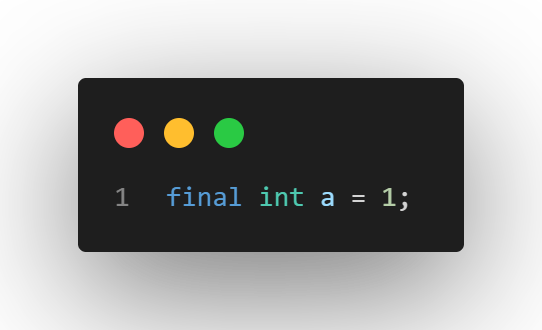 1 final int a = 1;